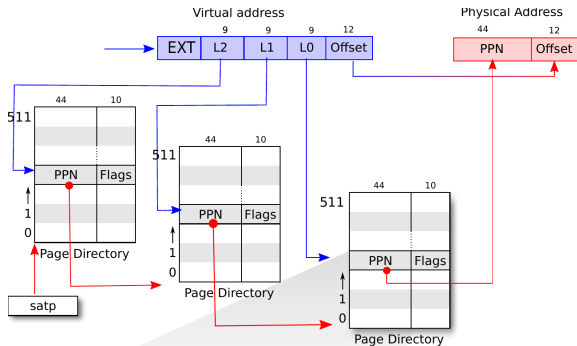 Virtual address
Physical Address
9 9 9 12
44 12
EXT L2 L1 L0 Offset
PPN Offset
44 10
511
PPN Flags
1
0
Page Directory
satp
44 10
511
PPN Flags
1
0
Page Directory
44 10
511
PPN Flags
1
0
Page Directory